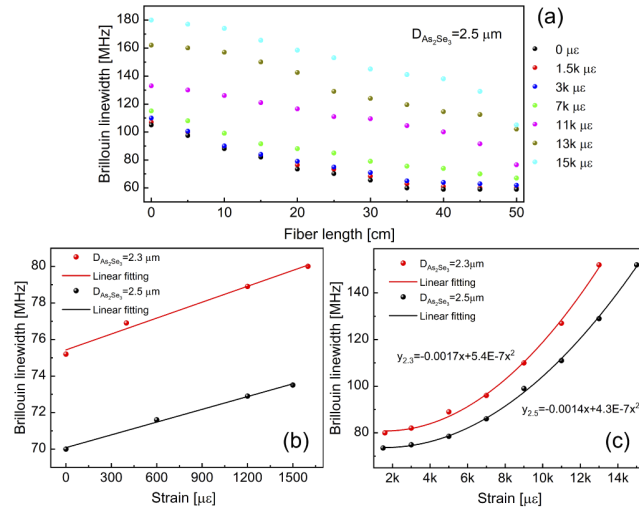 (a)
D_As₂Se₃=2.5 μm
Brillouin linewidth [MHz]
180
160
140
120
100
80
60
0 10 20 30 40 50
Fiber length [cm]
0 με
1.5k με
3k με
7k με
11k με
13k με
15k με
Brillouin linewidth [MHz]
80
78
76
74
72
70
D_As₂Se₃=2.3μm
Linear fitting
D_As₂Se₃=2.5 μm
Linear fitting
(b)
0 300 600 900 1200 1500
Strain [με]
Brillouin linewidth [MHz]
140
120
100
80
D_As₂Se₃=2.3μm
Linear fitting
D_As₂Se₃=2.5μm
Linear fitting
y₂.₃=-0.0017x+5.4E-7x²
y₂.₅=-0.0014x+4.3E-7x²
(c)
2k 4k 6k 8k 10k 12k 14k
Strain [με]